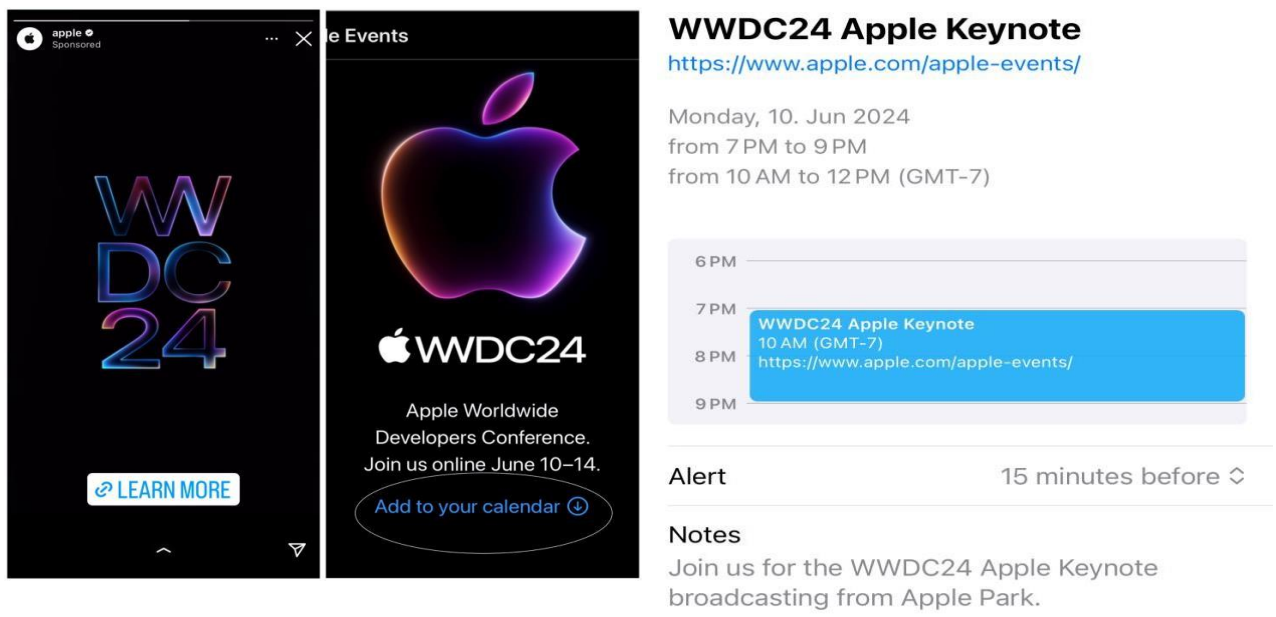 apple
Sponsored
WW
DC
24
LEARN MORE
le Events
WWDC24
Apple Worldwide
Developers Conference.
Join us online June 10–14.
Add to your calendar
WWDC24 Apple Keynote
https://www.apple.com/apple-events/
Monday, 10. Jun 2024
from 7 PM to 9 PM
from 10 AM to 12 PM (GMT-7)
6 PM
7 PM
WWDC24 Apple Keynote
10 AM (GMT-7)
8 PM
https://www.apple.com/apple-events/
9 PM
Alert 15 minutes before
Notes
Join us for the WWDC24 Apple Keynote
broadcasting from Apple Park.